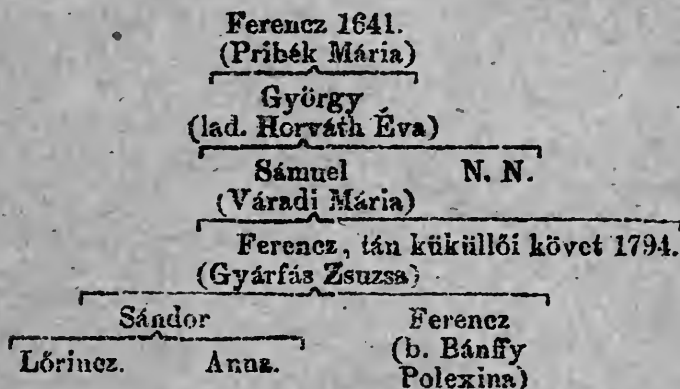 Ferencz 1641.
(Pribék Mária)
György
(lad. Horváth Éva)
Sámuel N. N.
(Váradi Mária)
Ferencz, tán küküllői követ 1794.
(Gyárfás Zsuzsa)
Sándor Ferencz
Lőrincz. Anna. (b. Bánffy
Polexina)